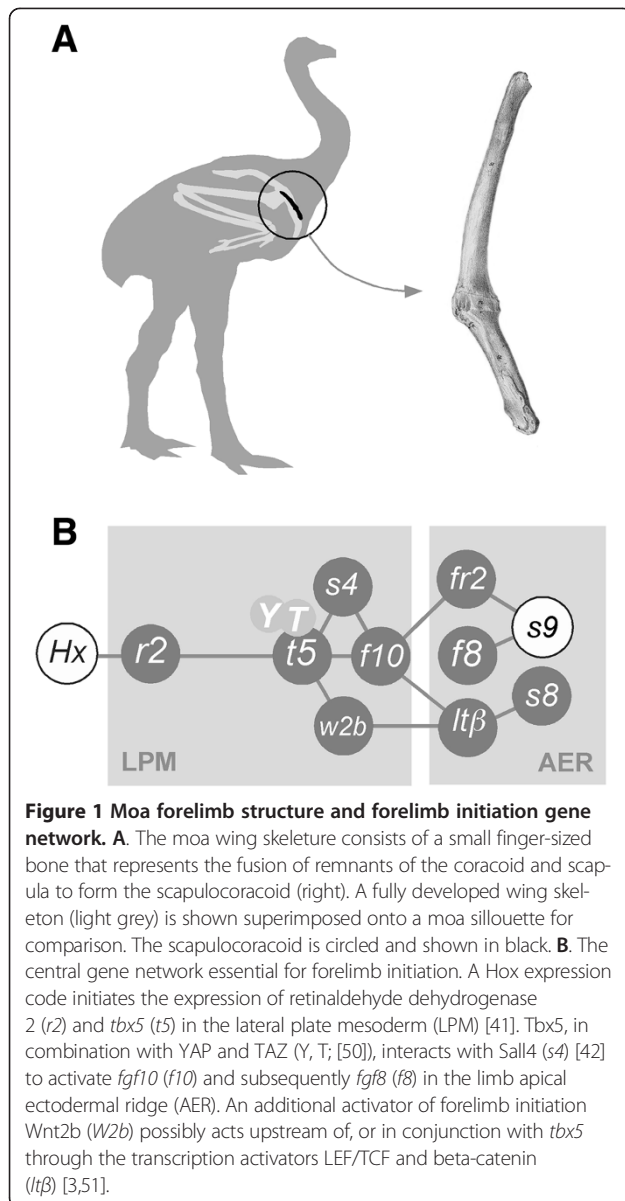 A
B
Hx
r2
Y
T
t5
s4
f10
w2b
LPM
fr2
f8
ltβ
s9
s8
AER
Figure 1 Moa forelimb structure and forelimb initiation gene
network. A. The moa wing skeleture consists of a small finger-sized
bone that represents the fusion of remnants of the coracoid and scap-
ula to form the scapulocoracoid (right). A fully developed wing skel-
eton (light grey) is shown superimposed onto a moa sillouette for
comparison. The scapulocoracoid is circled and shown in black. B. The
central gene network essential for forelimb initiation. A Hox expression
code initiates the expression of retinaldehyde dehydrogenase
2 (r2) and tbx5 (t5) in the lateral plate mesoderm (LPM) [41]. Tbx5, in
combination with YAP and TAZ (Y, T; [50]), interacts with Sall4 (s4) [42]
to activate fgf10 (f10) and subsequently fgf8 (f8) in the limb apical
ectodermal ridge (AER). An additional activator of forelimb initiation
Wnt2b (W2b) possibly acts upstream of, or in conjunction with tbx5
through the transcription activators LEF/TCF and beta-catenin
(ltβ) [3,51].